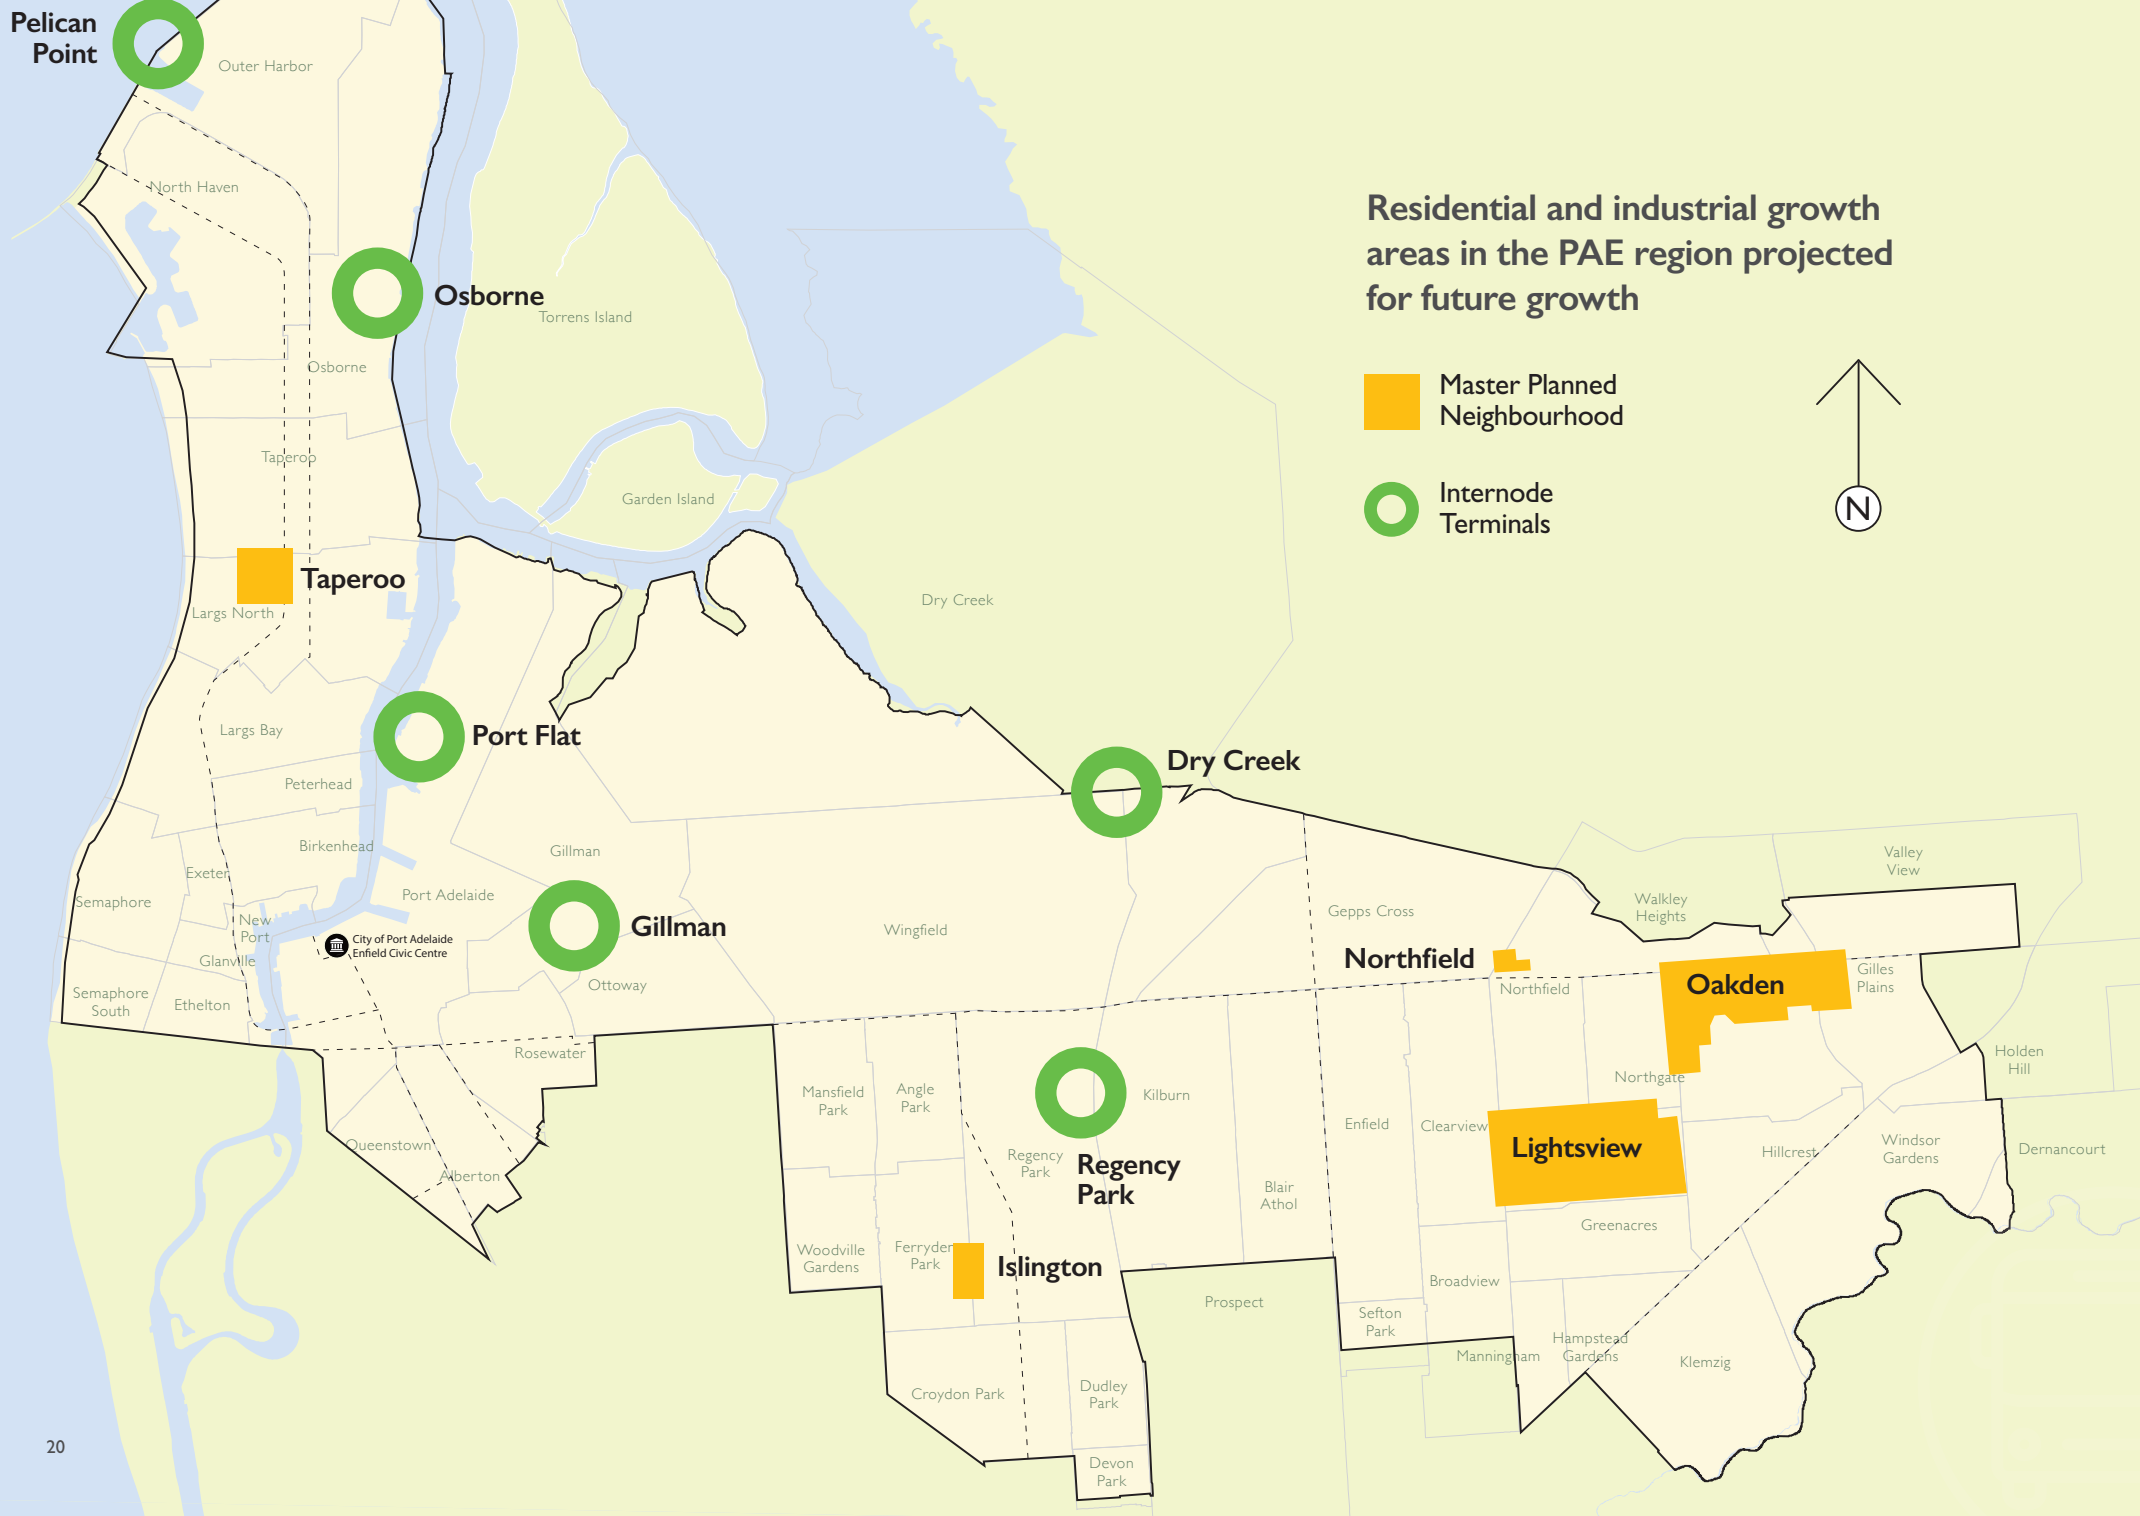 Pelican
Point
Outer Harbor
North Haven
Osborne
Torrens Island
Osborne
Taperoo
Garden Island
Residential and industrial growth
areas in the PAE region projected
for future growth
Master Planned
Neighbourhood
Internode
Terminals
N
Taperoo
Largs North
Dry Creek
Largs Bay
Port Flat
Dry Creek
Peterhead
Birkenhead
Gillman
Exeter
Semaphore
Port Adelaide
New
Port
City of Port Adelaide
Enfield Civic Centre
Gillman
Wingfield
Glanville
Semaphore
South
Ethelton
Ottoway
Rosewater
Queenstown
Alberton
Gepps Cross
Walkley
Heights
Valley
View
Northfield
Northfield
Oakden
Gilles
Plains
Holden
Hill
Northgate
Mansfield
Park
Angle
Park
Kilburn
Regency
Park
Regency
Park
Enfield
Clearview
Lightsview
Hillcrest
Windsor
Gardens
Dernancourt
Blair
Athol
Greenacres
Woodville
Gardens
Ferryden
Park
Islington
Broadview
Prospect
Sefton
Park
Manningham
Hampstead
Gardens
Klemzig
Croydon Park
Dudley
Park
Devon
Park
20